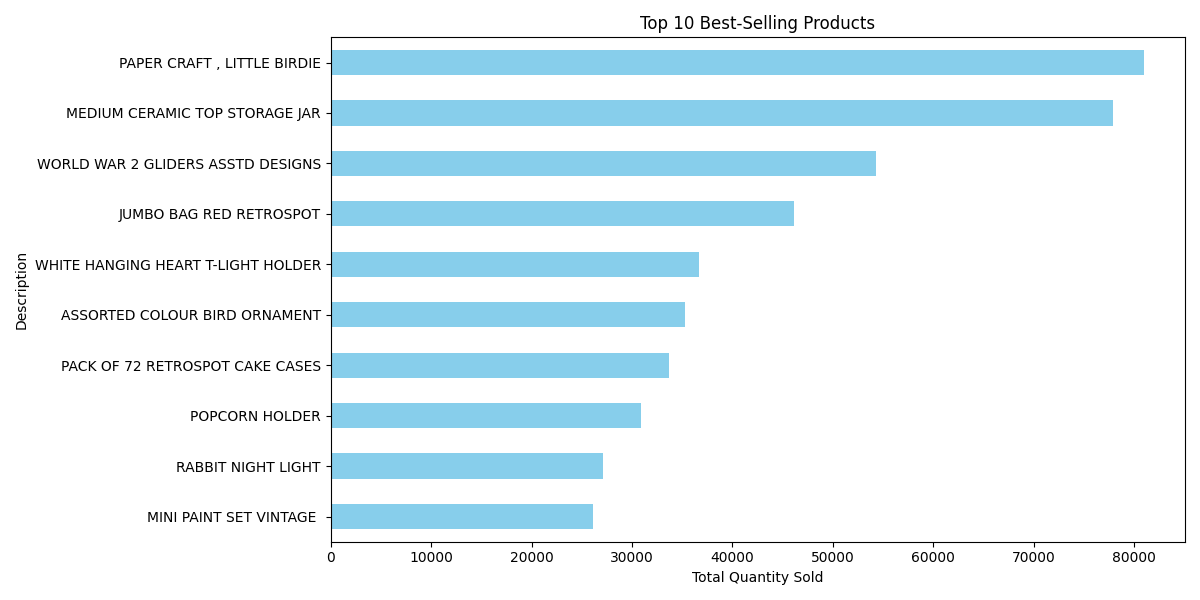 Top 10 Best-Selling Products
PAPER CRAFT , LITTLE BIRDIE
MEDIUM CERAMIC TOP STORAGE JAR
WORLD WAR 2 GLIDERS ASSTD DESIGNS
JUMBO BAG RED RETROSPOT
WHITE HANGING HEART T-LIGHT HOLDER
ASSORTED COLOUR BIRD ORNAMENT
PACK OF 72 RETROSPOT CAKE CASES
POPCORN HOLDER
RABBIT NIGHT LIGHT
MINI PAINT SET VINTAGE
Description
0 10000 20000 30000 40000 50000 60000 70000 80000
Total Quantity Sold